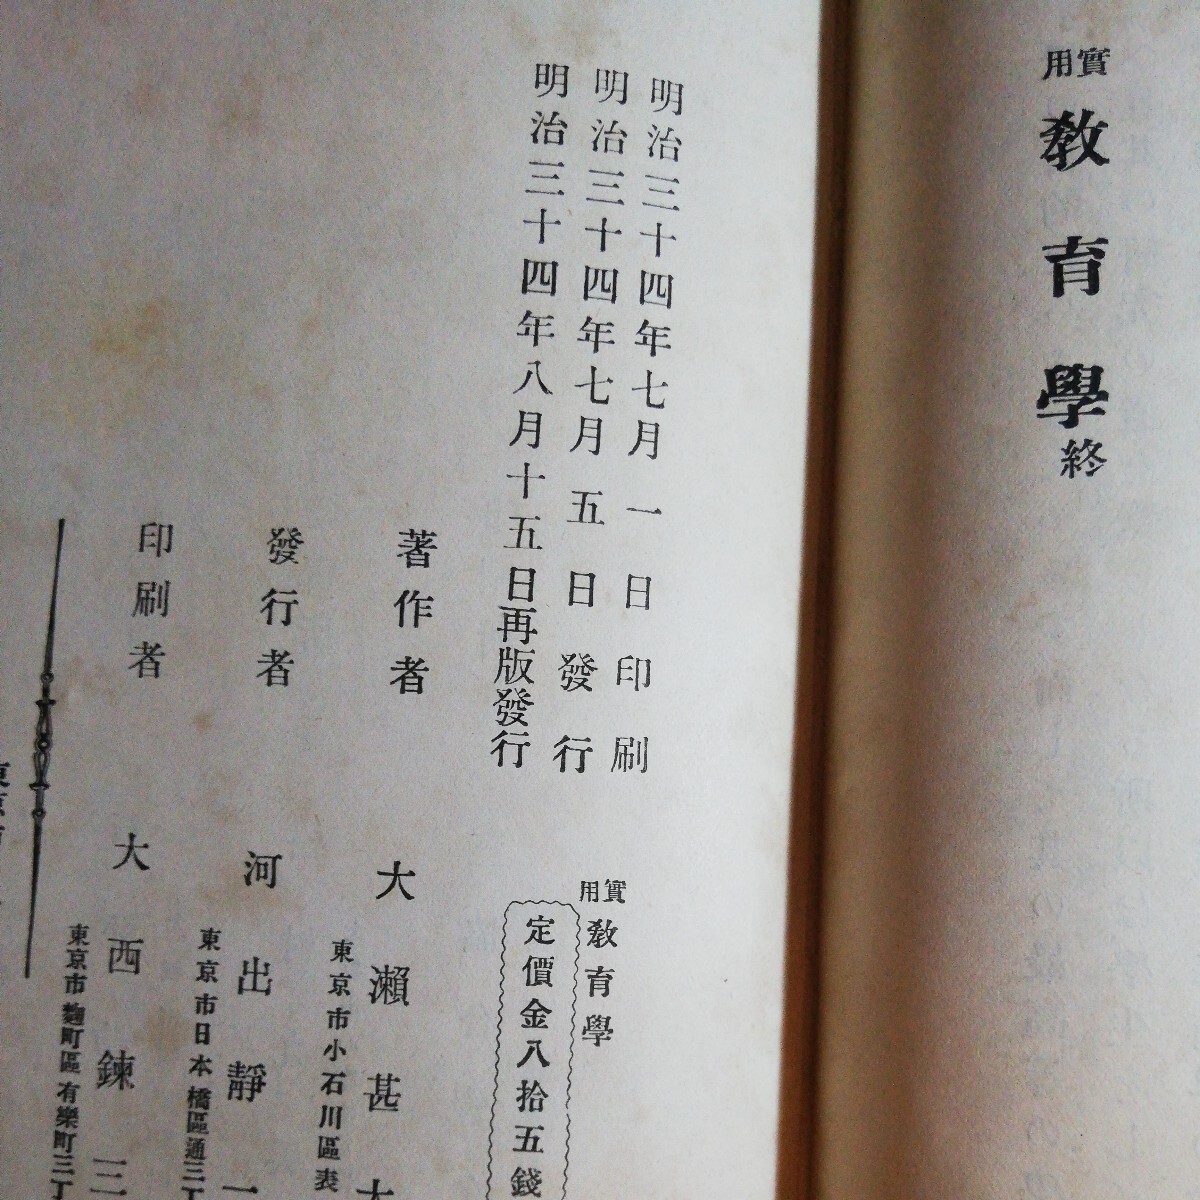 實用
教育學終
明治三十四年七月一日印刷
明治三十四年七月五日發行
明治三十四年八月十五日再版發行
實用
教育學
定價金八拾五錢
著作者
大瀨甚太
東京市小石川區表
發行者
河出靜一
東京市日本橋區通三丁
印刷者
大西鍊三
東京市麴町區有樂町三丁